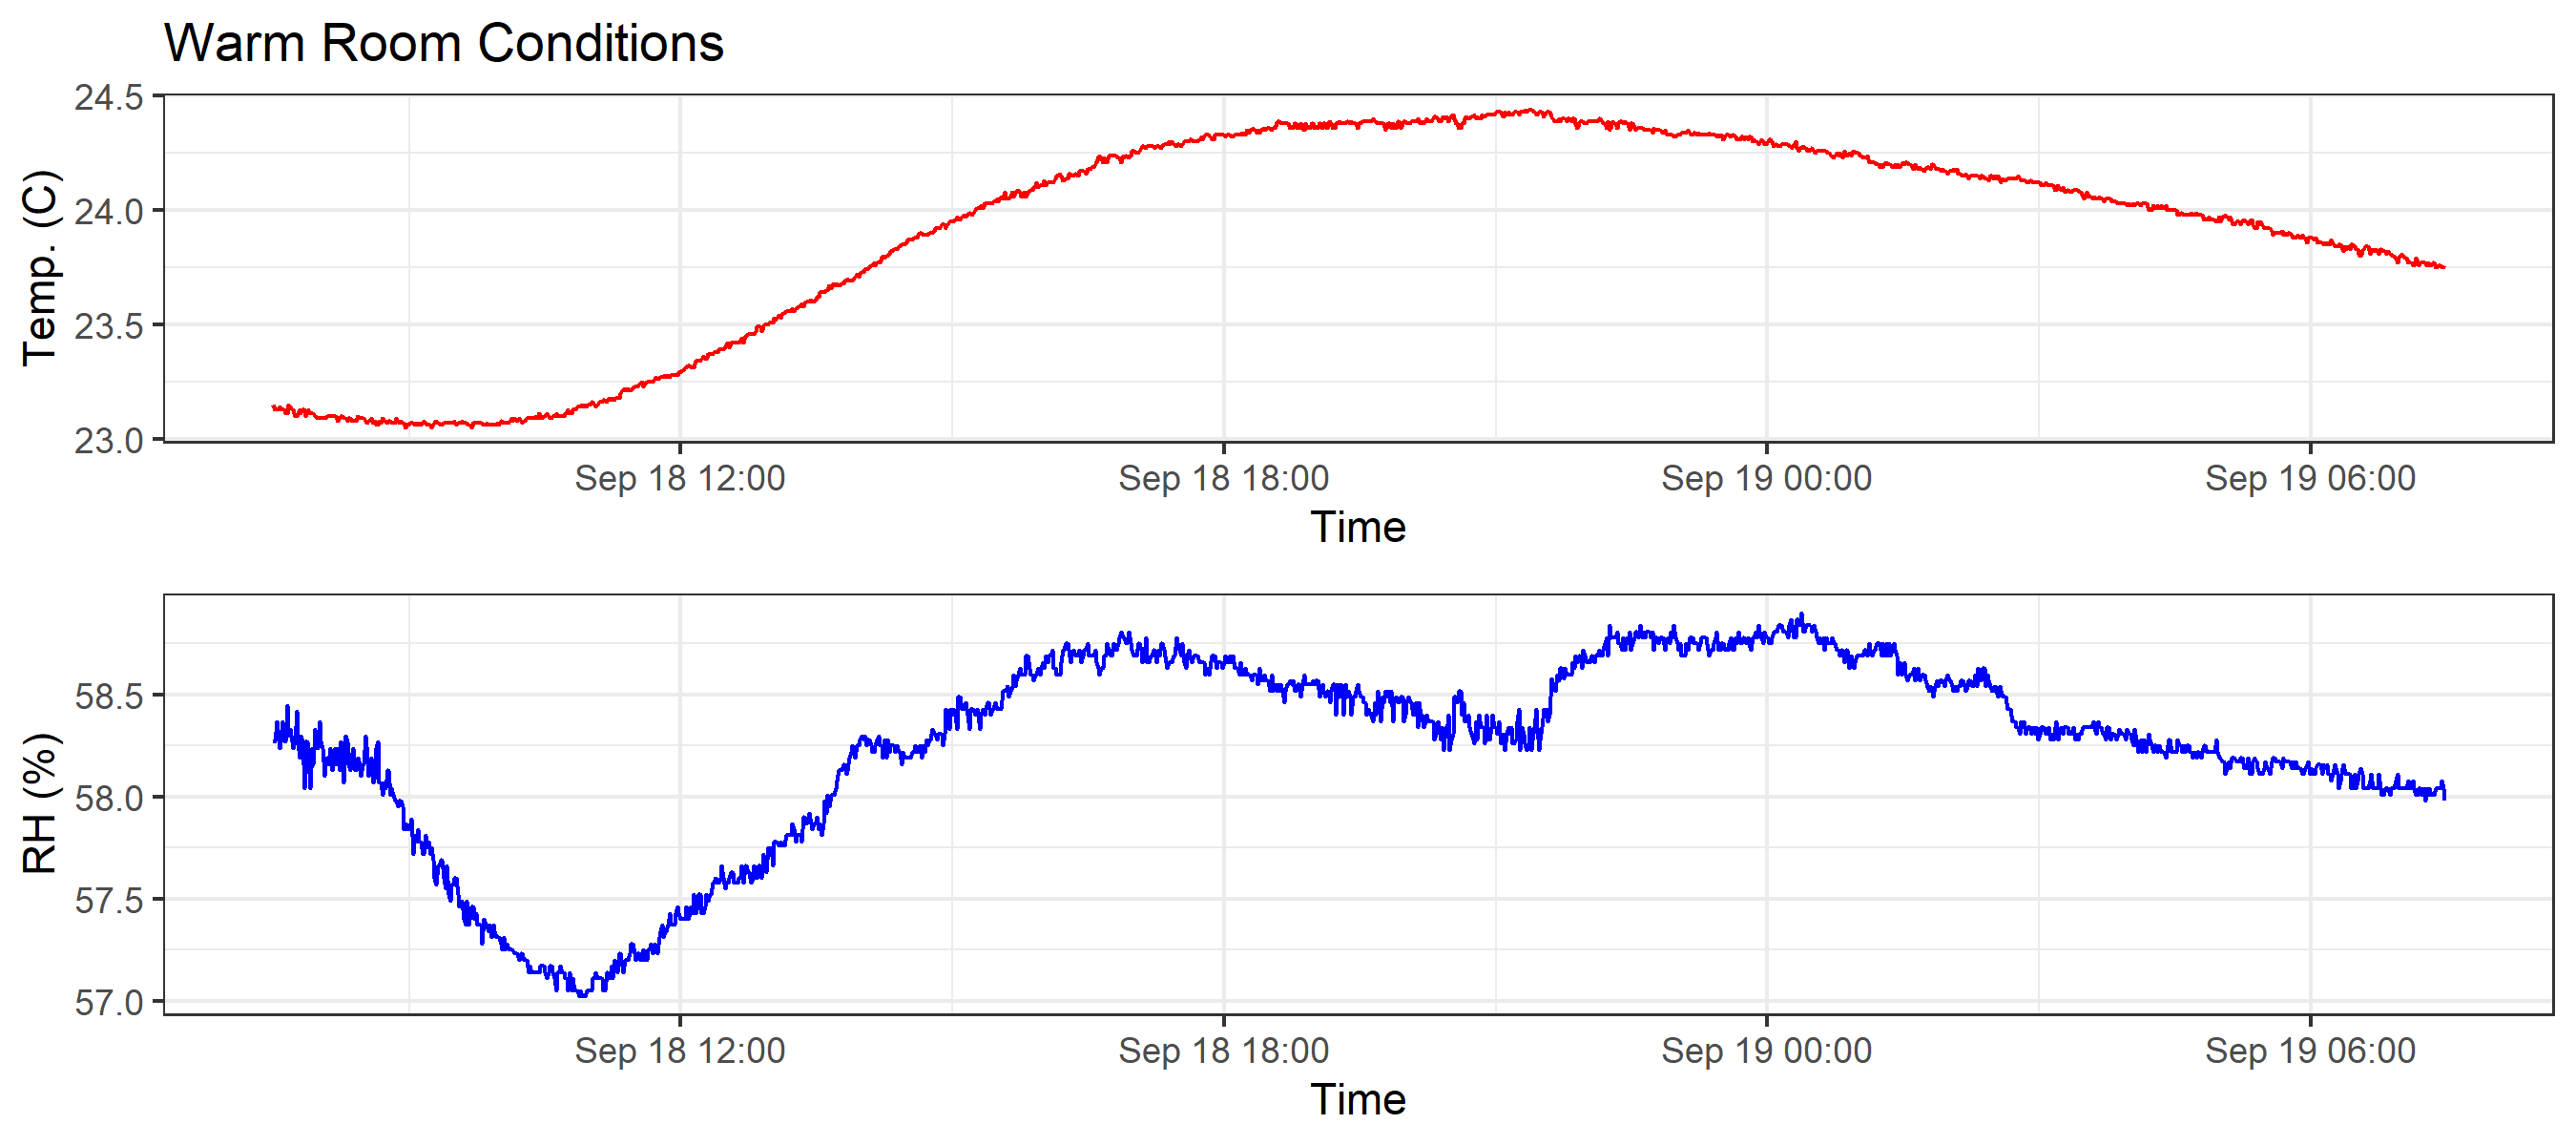 Warm Room Conditions
24.5
24.0
23.5
23.0
Temp. (C)
Sep 18 12:00 Sep 18 18:00 Sep 19 00:00 Sep 19 06:00
Time
58.5
58.0
57.5
57.0
RH (%)
Sep 18 12:00 Sep 18 18:00 Sep 19 00:00 Sep 19 06:00
Time